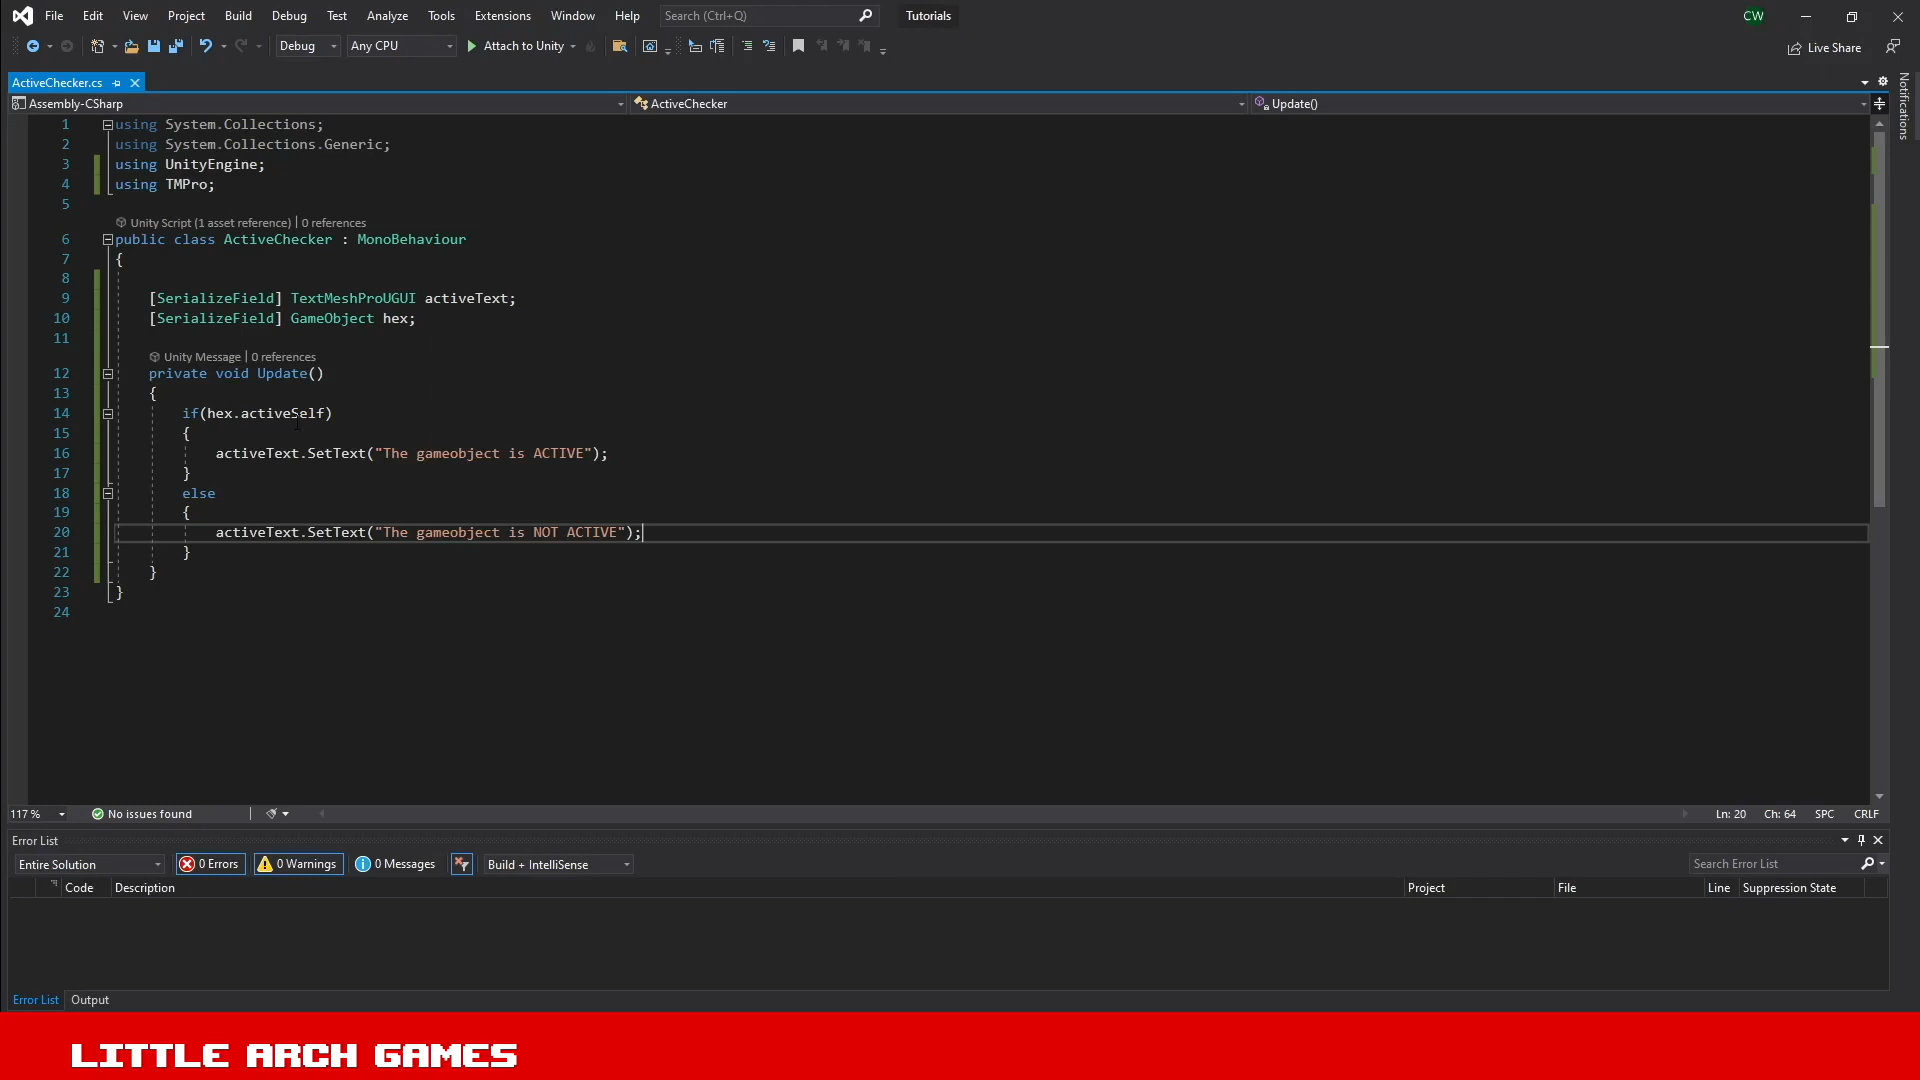 File Edit View Project Build Debug Test Analyze Tools Extensions Window Help Search (Ctrl+Q) Tutorials CW
Debug Any CPU Attach to Unity Live Share
ActiveChecker.cs
Notifications
Assembly-CSharp ActiveChecker Update()
1 using System.Collections;
2 using System.Collections.Generic;
3 using UnityEngine;
4 using TMPro;
5
Unity Script (1 asset reference) | 0 references
6 public class ActiveChecker : MonoBehaviour
7 {
8
9 [SerializeField] TextMeshProUGUI activeText;
10 [SerializeField] GameObject hex;
11
Unity Message | 0 references
12 private void Update()
13 {
14 if(hex.activeSelf)
15 {
16 activeText.SetText("The gameobject is ACTIVE");
17 }
18 else
19 {
20 activeText.SetText("The gameobject is NOT ACTIVE");
21 }
22 }
23 }
24
117 % No issues found Ln: 20 Ch: 64 SPC CRLF
Error List
Entire Solution 0 Errors 0 Warnings 0 Messages Build + IntelliSense Search Error List
Code Description Project File Line Suppression State
Error List Output
LITTLE ARCH GAMES